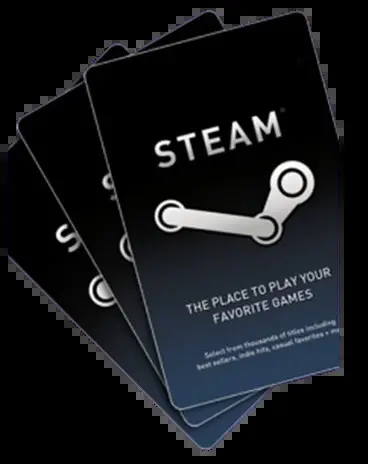 STEAM®
THE PLACE TO PLAY YOUR
FAVORITE GAMES
Select from thousands of titles including
best sellers, indie hits, casual favorites + mo
S
S